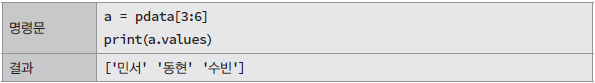 명령문
a = pdata[3:6]
print(a.values)
결과
['민서' '동현' '수빈']